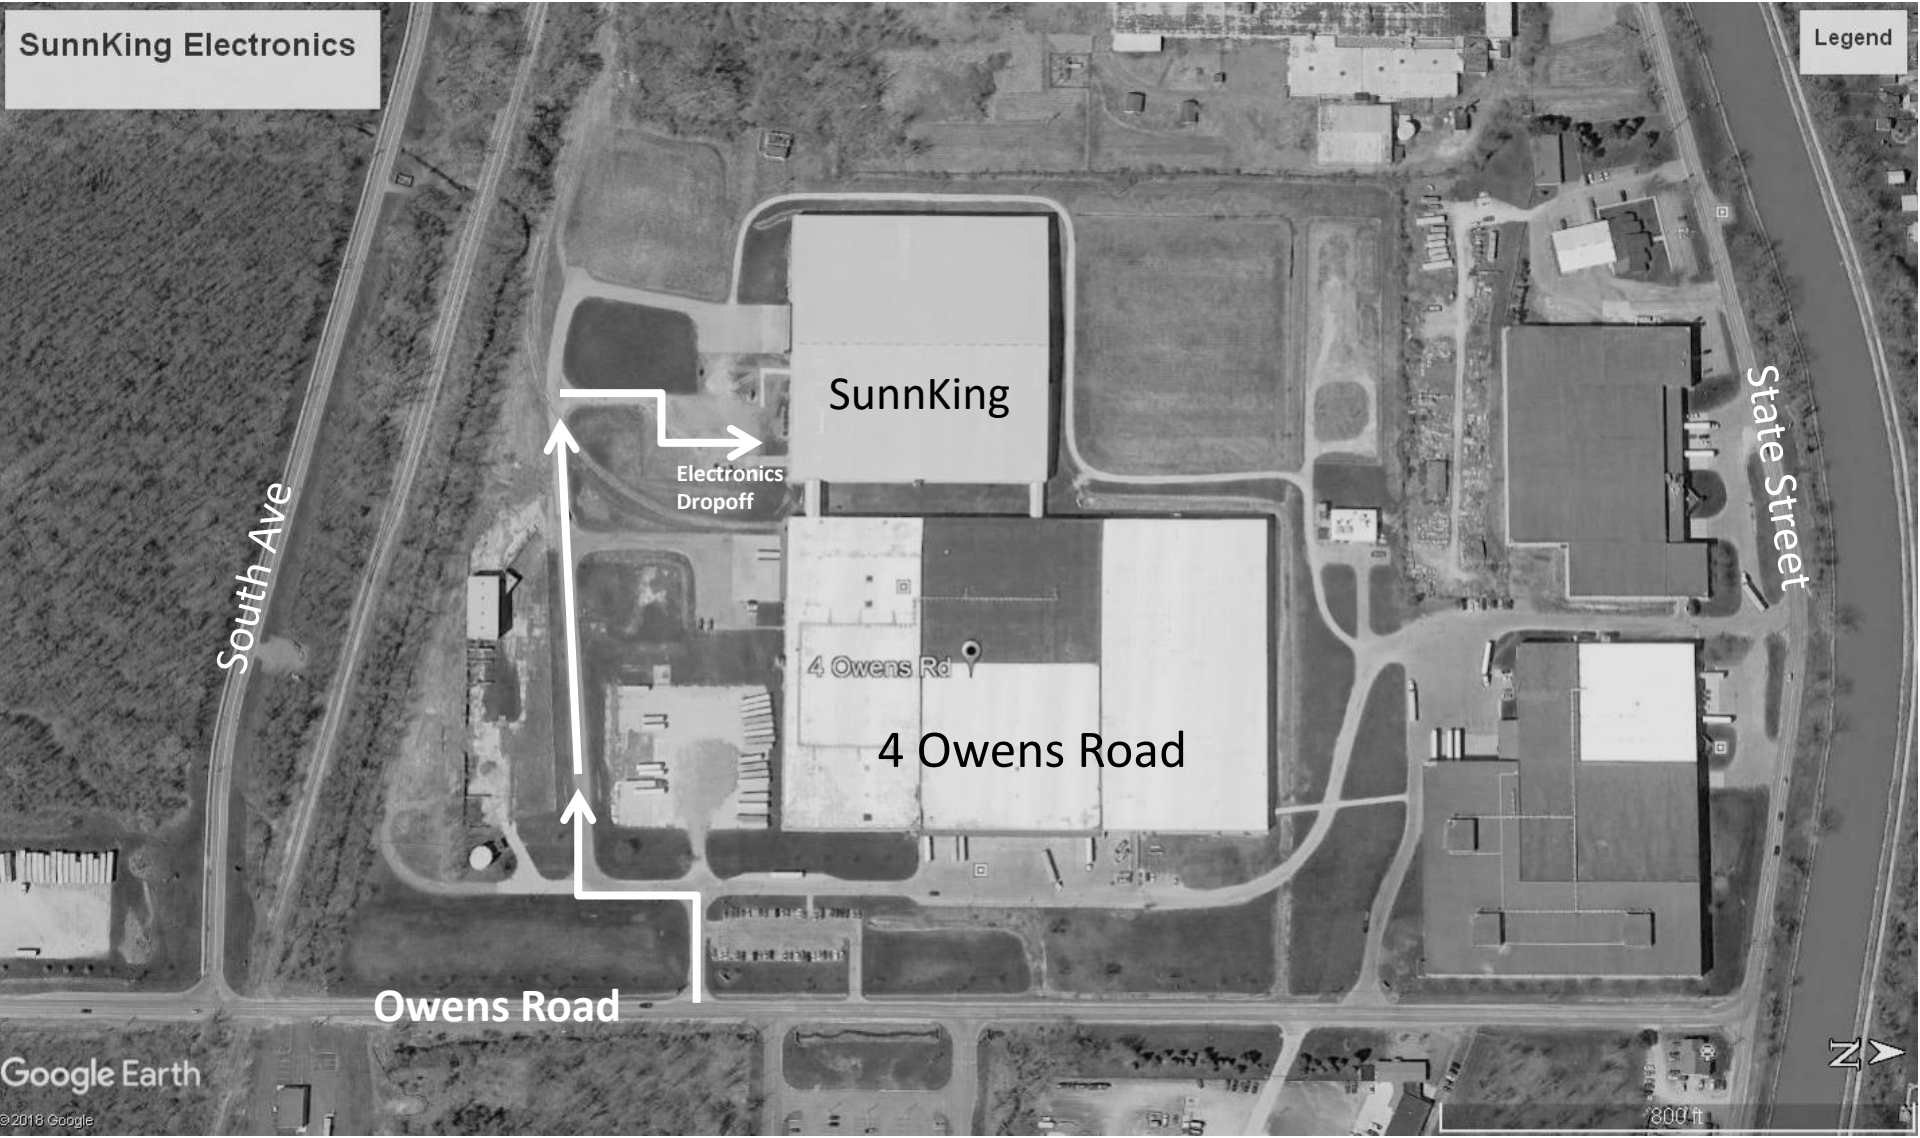 SunnKing Electronics
Legend
SunnKing
Electronics
Dropoff
State Street
South Ave
4 Owens Rd
4 Owens Road
Owens Road
Google Earth
©2018 Google
N
800 ft